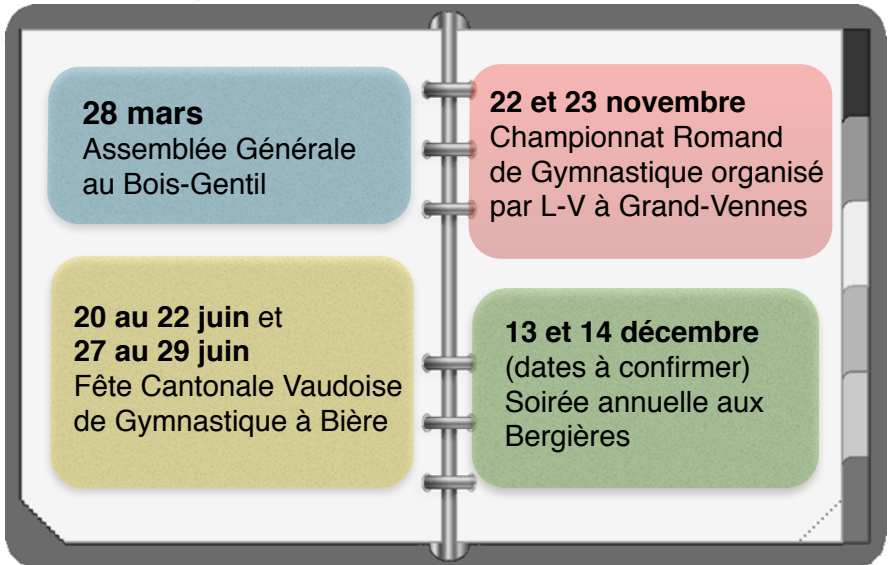 28 mars
Assemblée Générale
au Bois-Gentil
20 au 22 juin et
27 au 29 juin
Fête Cantonale Vaudoise
de Gymnastique à Bière
22 et 23 novembre
Championnat Romand
de Gymnastique organisé
par L-V à Grand-Vennes
13 et 14 décembre
(dates à confirmer)
Soirée annuelle aux
Bergières